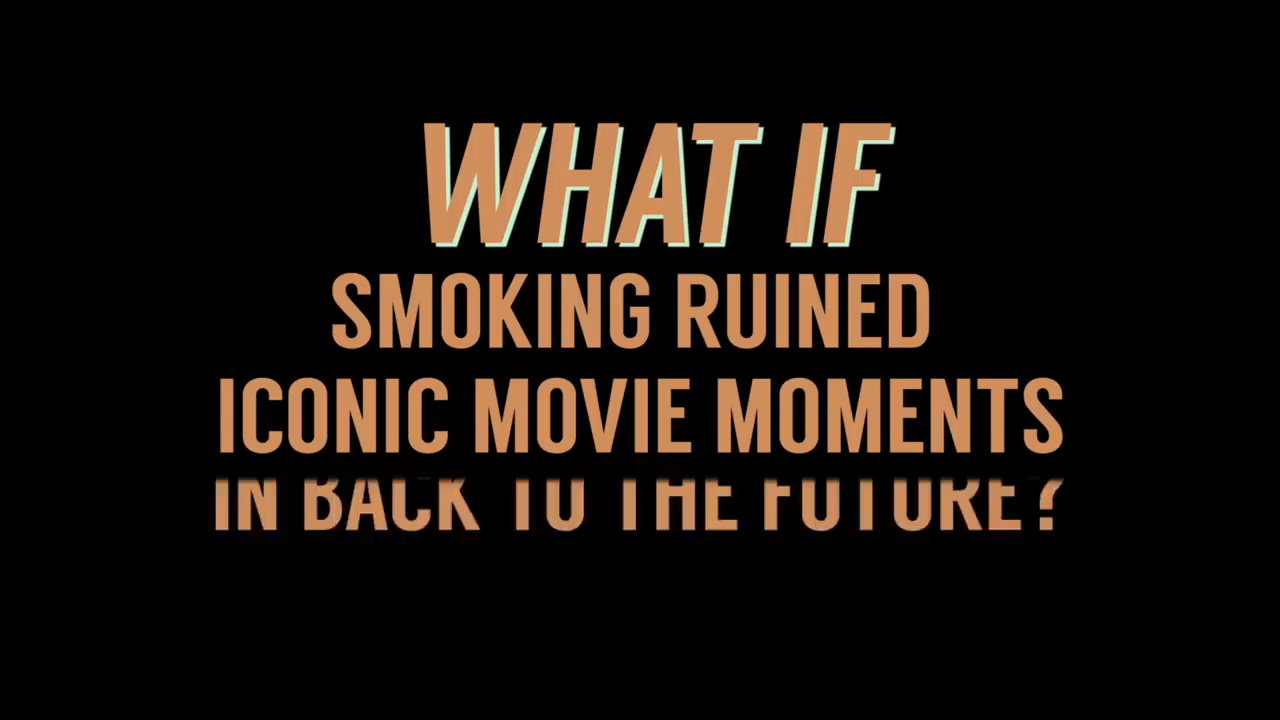 WHAT IF
SMOKING RUINED
ICONIC MOVIE MOMENTS
IN BACK TO THE FUTURE?